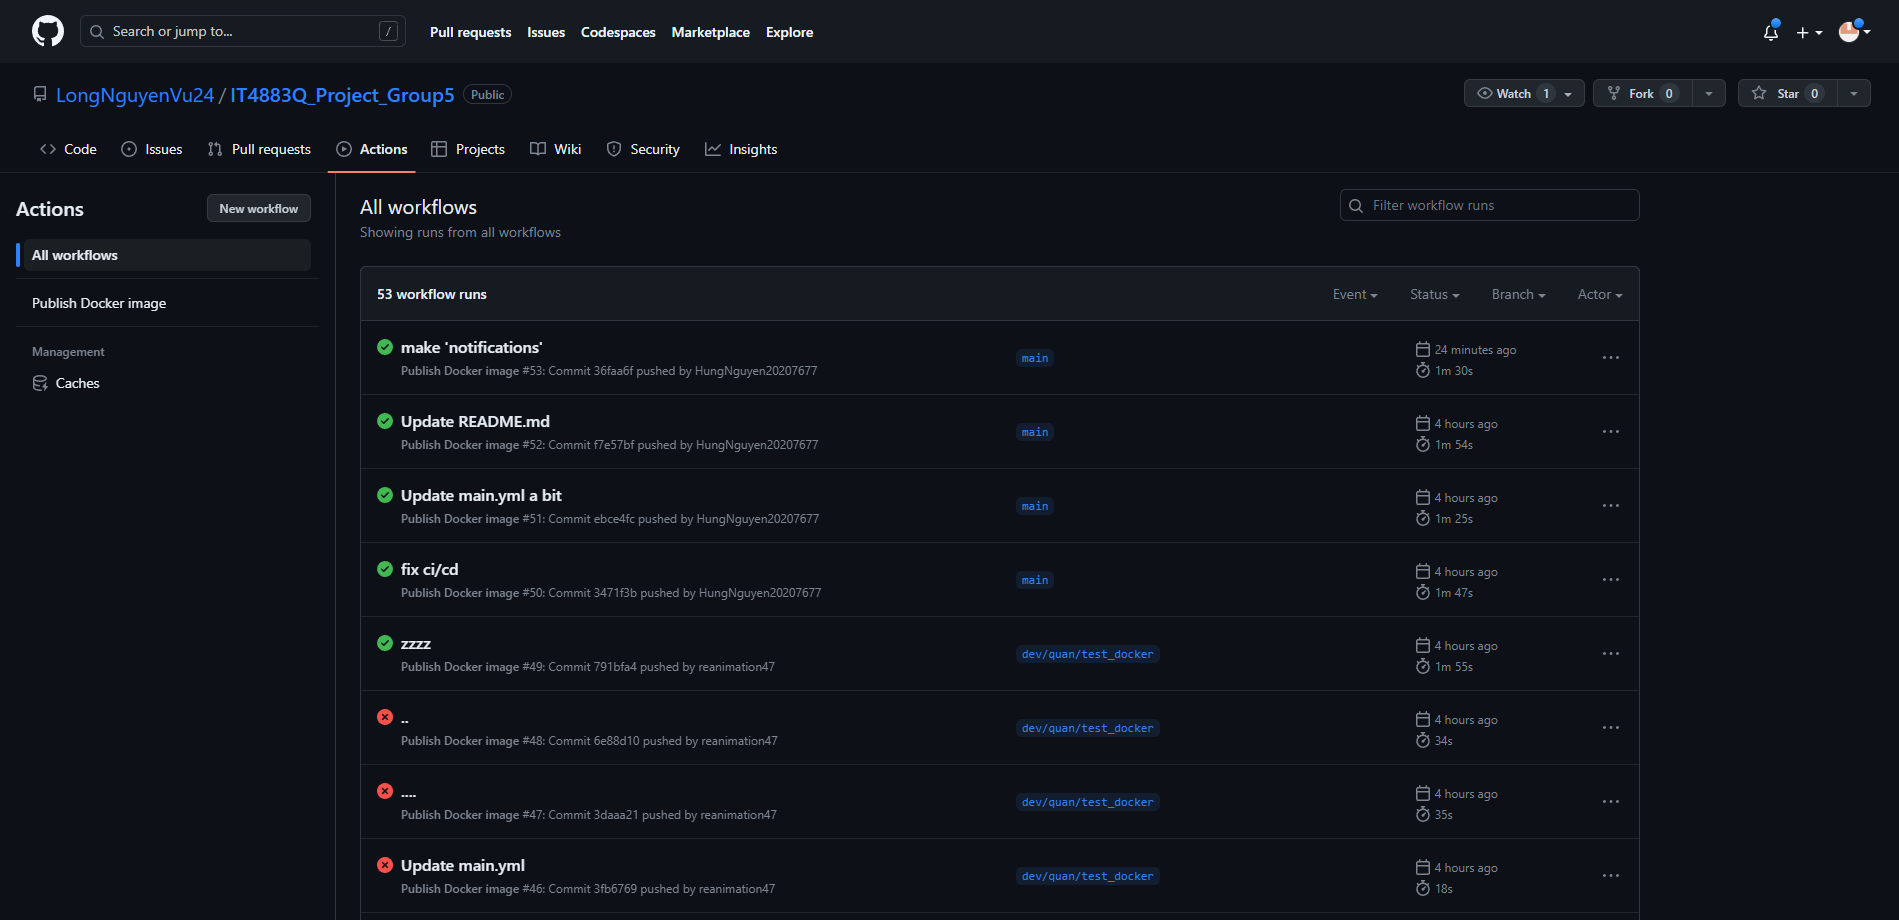 Search or jump to... /
Pull requests Issues Codespaces Marketplace Explore
LongNguyenVu24 / IT4883Q_Project_Group5 Public
Watch 1 Fork 0 Star 0
Code Issues Pull requests Actions Projects Wiki Security Insights
Actions
New workflow
All workflows
Publish Docker image
Management
Caches
All workflows
Showing runs from all workflows
Filter workflow runs
53 workflow runs Event Status Branch Actor
make 'notifications'
Publish Docker image #53: Commit 36faa6f pushed by HungNguyen20207677
main
24 minutes ago
1m 30s
Update README.md
Publish Docker image #52: Commit f7e57bf pushed by HungNguyen20207677
main
4 hours ago
1m 54s
Update main.yml a bit
Publish Docker image #51: Commit ebce4fc pushed by HungNguyen20207677
main
4 hours ago
1m 25s
fix ci/cd
Publish Docker image #50: Commit 3471f3b pushed by HungNguyen20207677
main
4 hours ago
1m 47s
zzzz
Publish Docker image #49: Commit 791bfa4 pushed by reanimation47
dev/quan/test_docker
4 hours ago
1m 55s
..
Publish Docker image #48: Commit 6e88d10 pushed by reanimation47
dev/quan/test_docker
4 hours ago
34s
....
Publish Docker image #47: Commit 3daaa21 pushed by reanimation47
dev/quan/test_docker
4 hours ago
35s
Update main.yml
Publish Docker image #46: Commit 3fb6769 pushed by reanimation47
dev/quan/test_docker
4 hours ago
18s